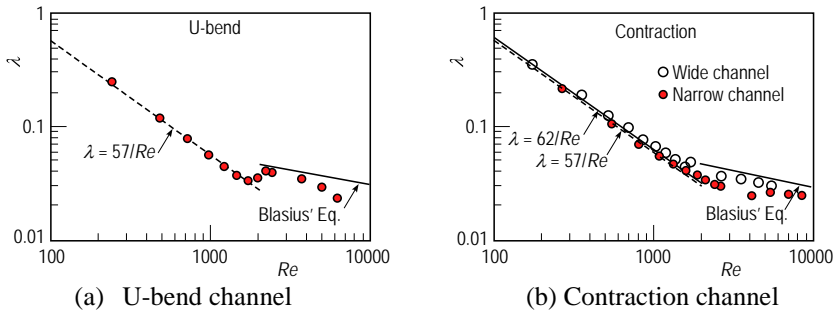 1
U-bend
λ
0.1
λ = 57/Re
Blasius' Eq.
0.01
100
1000
10000
Re
(a) U-bend channel
1
Contraction
λ
Wide channel
Narrow channel
0.1
λ = 62/Re
λ = 57/Re
Blasius' Eq.
0.01
100
1000
10000
Re
(b) Contraction channel